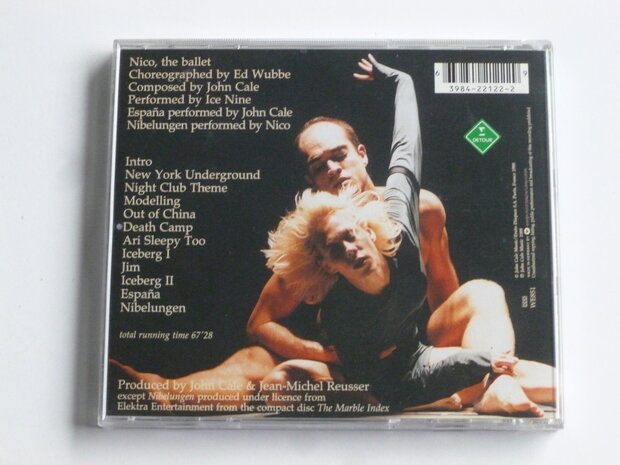 Nico, the ballet
Choreographed by Ed Wubbe
Composed by John Cale
Performed by Ice Nine
España performed by John Cale
Nibelungen performed by Nico
Intro
New York Underground
Night Club Theme
Modelling
Out of China
Death Camp
Ari Sleepy Too
Iceberg I
Jim
Iceberg II
España
Nibelungen
total running time 67'28
Produced by John Cale & Jean-Michel Reusser
except Nibelungen produced under licence from
Elektra Entertainment from the compact disc The Marble Index
6 3984-22122-2 9
DETOUR
WE851